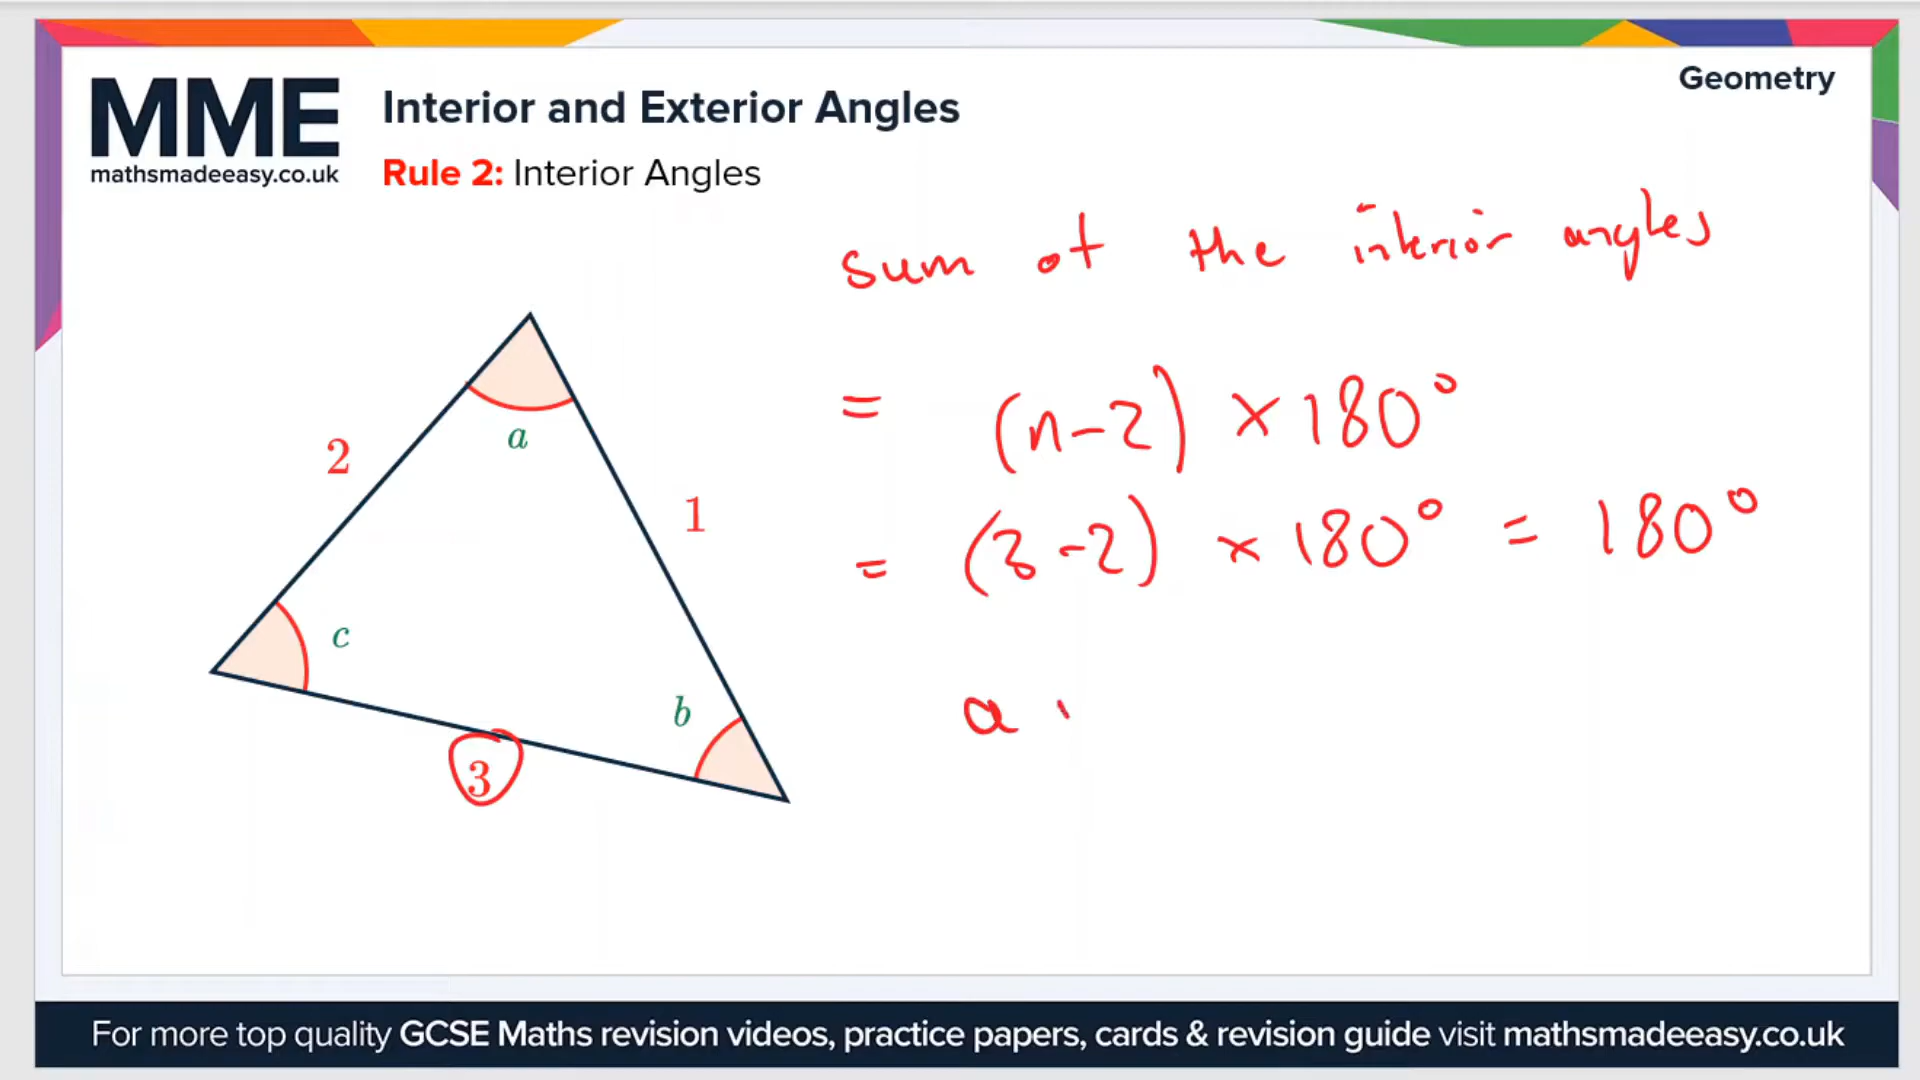 MME
mathsmadeeasy.co.uk
Interior and Exterior Angles
Rule 2: Interior Angles
Geometry
sum of the interior angles
= (n-2) × 180°
= (3-2) × 180° = 180°
a
2
a
1
c
b
3
For more top quality GCSE Maths revision videos, practice papers, cards & revision guide visit mathsmadeeasy.co.uk